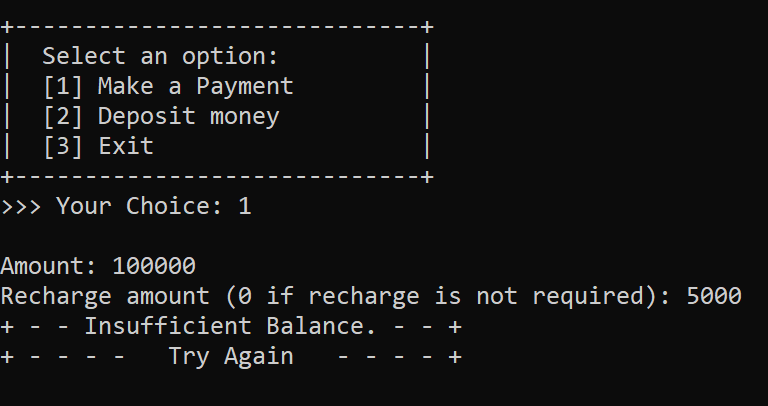 +-----------------------------+
|  Select an option:          |
|  [1] Make a Payment         |
|  [2] Deposit money          |
|  [3] Exit                   |
+-----------------------------+
>>> Your Choice: 1

Amount: 100000
Recharge amount (0 if recharge is not required): 5000
+ - - Insufficient Balance. - - +
+ - - - -   Try Again   - - - - +